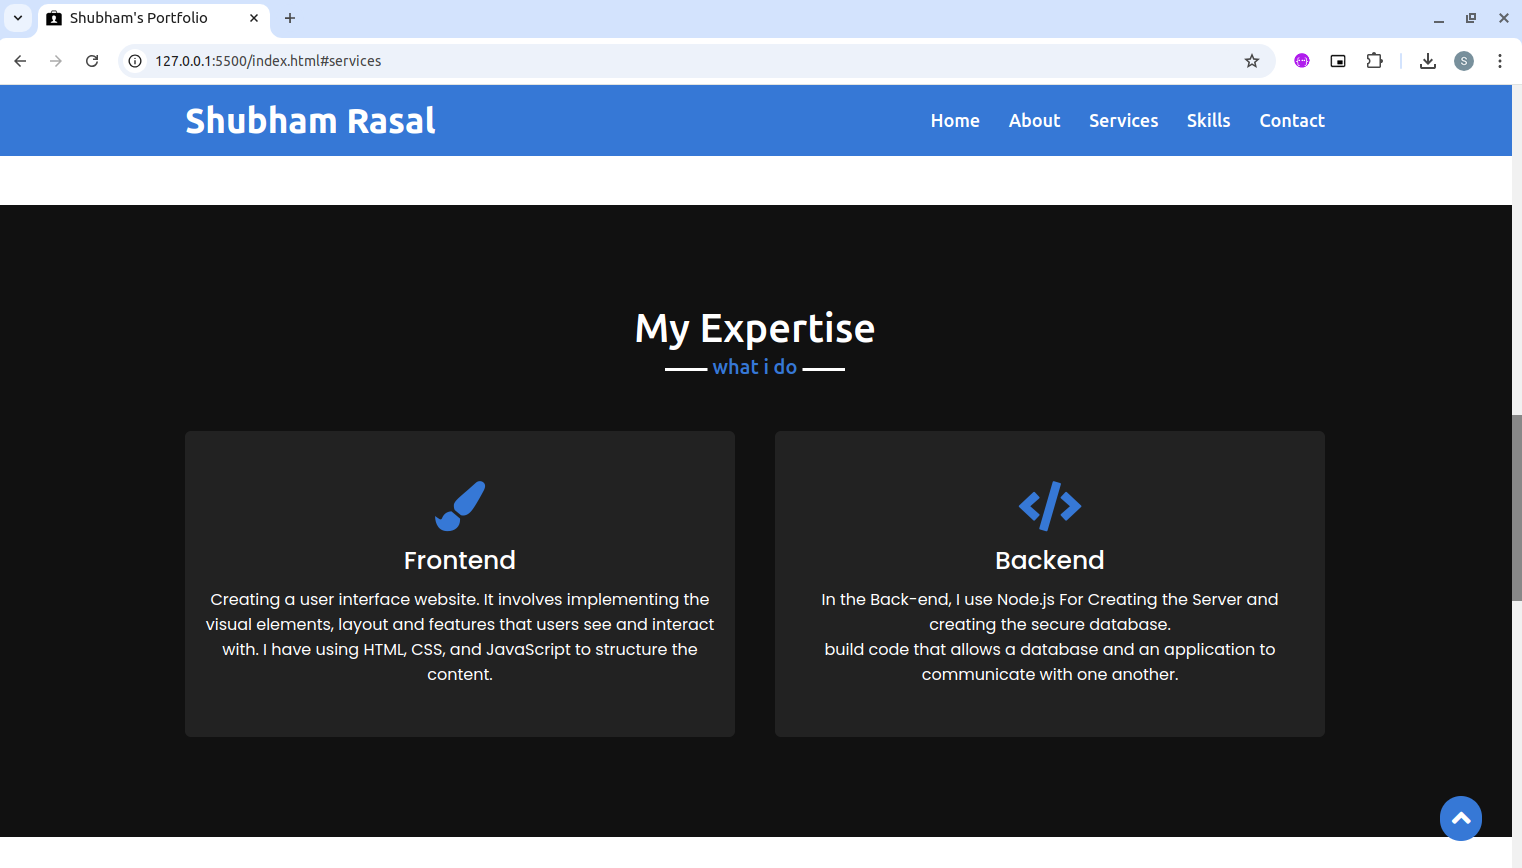 Shubham's Portfolio
127.0.0.1:5500/index.html#services
S
Shubham Rasal
Home About Services Skills Contact
My Expertise
what i do
Frontend
Creating a user interface website. It involves implementing the
visual elements, layout and features that users see and interact
with. I have using HTML, CSS, and JavaScript to structure the
content.
Backend
In the Back-end, I use Node.js For Creating the Server and
creating the secure database.
build code that allows a database and an application to
communicate with one another.